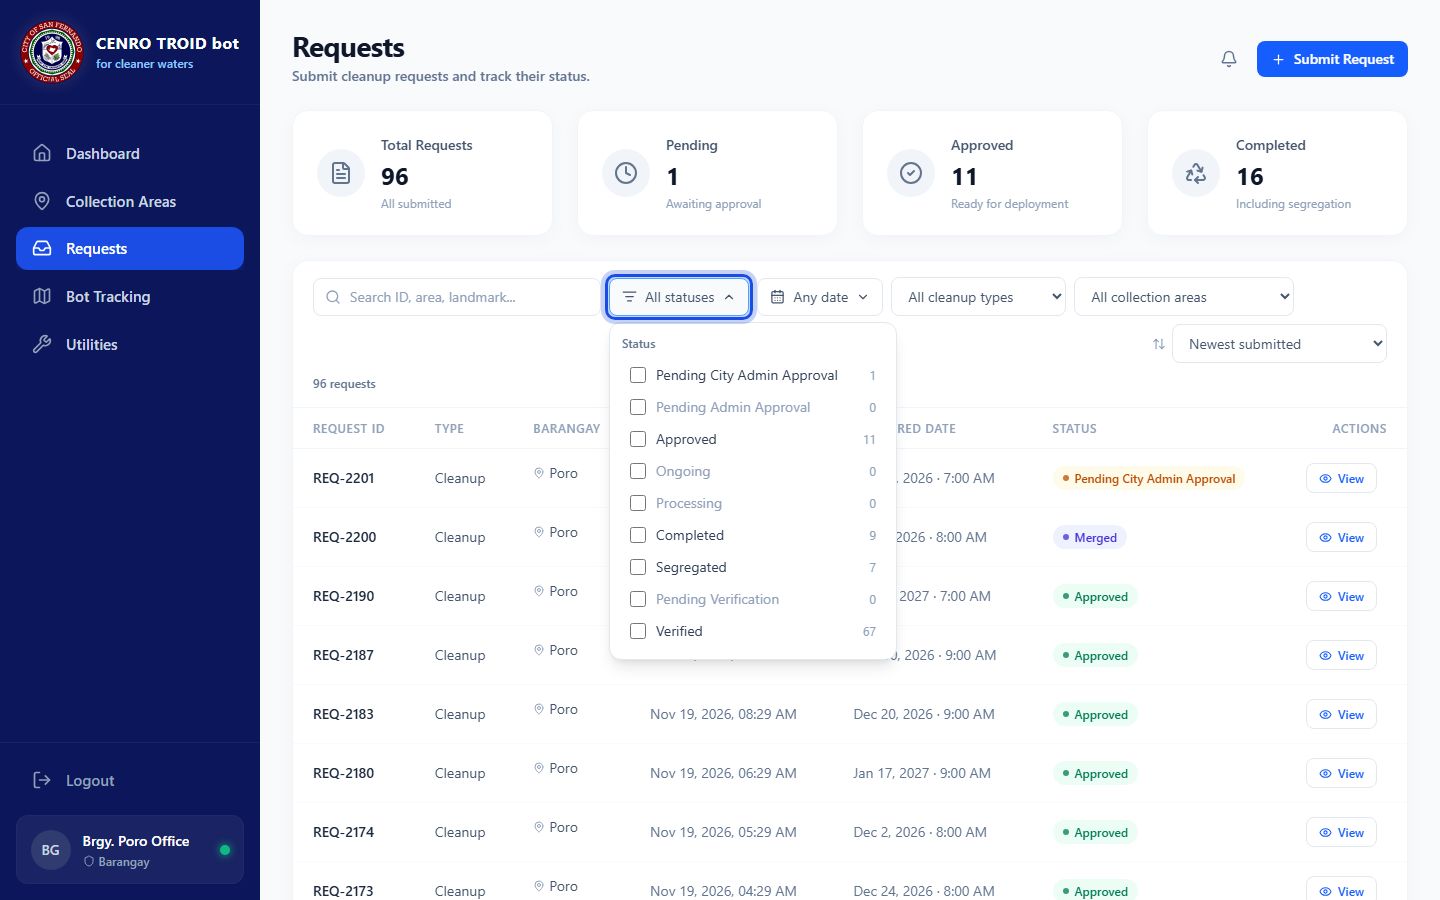 CITY OF SAN FERNANDO
OFFICIAL SEAL
CENRO TROID bot
for cleaner waters
Dashboard
Collection Areas
Requests
Bot Tracking
Utilities
Logout
BG
Brgy. Poro Office
Barangay
Requests
Submit cleanup requests and track their status.
Submit Request
Total Requests
96
All submitted
Pending
1
Awaiting approval
Approved
11
Ready for deployment
Completed
16
Including segregation
Search ID, area, landmark...
All statuses
Any date
All cleanup types
All collection areas
Newest submitted
96 requests
Status
Pending City Admin Approval 1
Pending Admin Approval 0
Approved 11
Ongoing 0
Processing 0
Completed 9
Segregated 7
Pending Verification 0
Verified 67
REQUEST ID TYPE BARANGAY RED DATE STATUS ACTIONS
REQ-2201 Cleanup Poro , 2026 · 7:00 AM Pending City Admin Approval View
REQ-2200 Cleanup Poro 2026 · 8:00 AM Merged View
REQ-2190 Cleanup Poro 2027 · 7:00 AM Approved View
REQ-2187 Cleanup Poro , 2026 · 9:00 AM Approved View
REQ-2183 Cleanup Poro Nov 19, 2026, 08:29 AM Dec 20, 2026 · 9:00 AM Approved View
REQ-2180 Cleanup Poro Nov 19, 2026, 06:29 AM Jan 17, 2027 · 9:00 AM Approved View
REQ-2174 Cleanup Poro Nov 19, 2026, 05:29 AM Dec 2, 2026 · 8:00 AM Approved View
REQ-2173 Cleanup Poro Nov 19, 2026, 04:29 AM Dec 24, 2026 · 8:00 AM Approved View